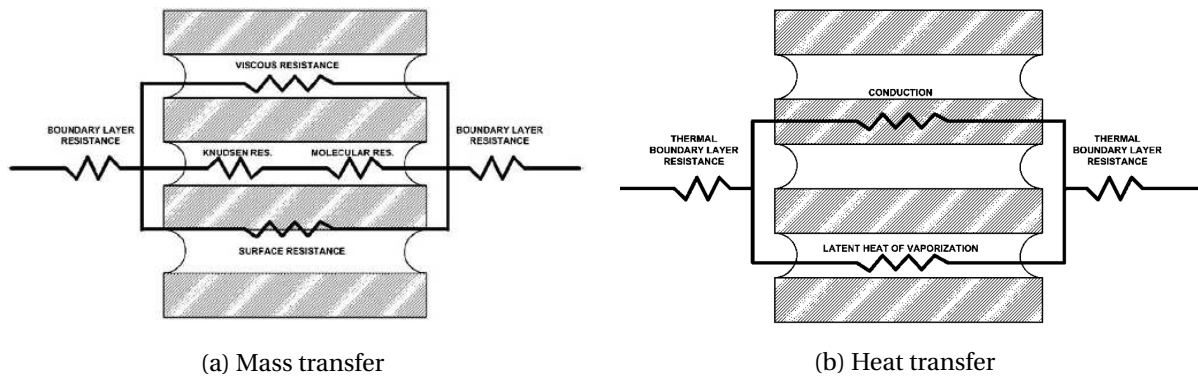 VISCOUS RESISTANCE
BOUNDARY LAYER
RESISTANCE
KNUDSEN RES.
MOLECULAR RES.
BOUNDARY LAYER
RESISTANCE
SURFACE RESISTANCE
(a) Mass transfer
CONDUCTION
THERMAL
BOUNDARY LAYER
RESISTANCE
THERMAL
BOUNDARY LAYER
RESISTANCE
LATENT HEAT OF VAPORIZATION
(b) Heat transfer